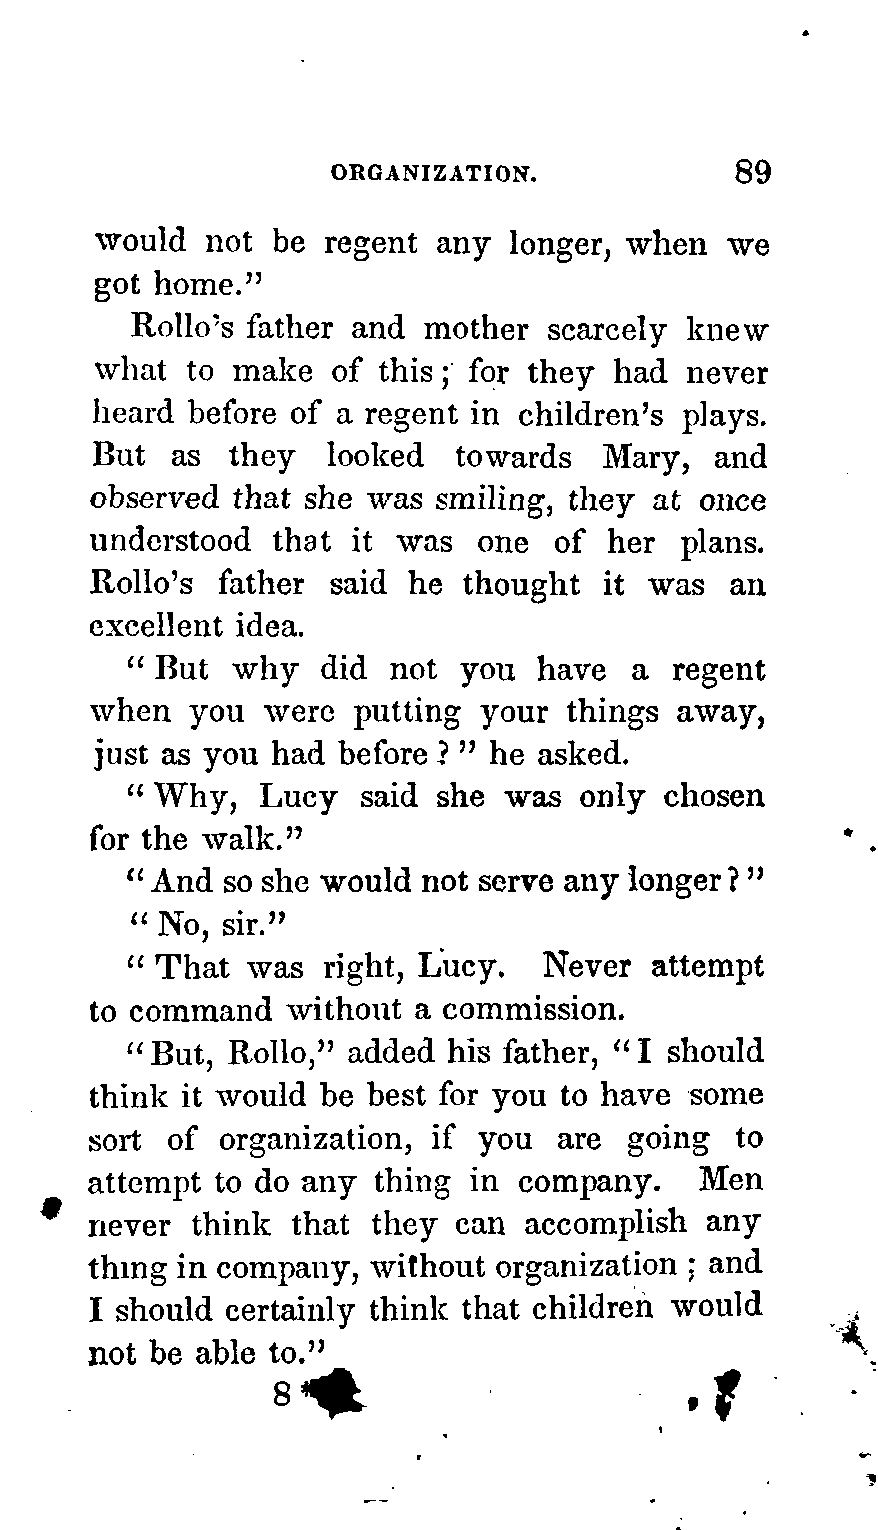 ORGANIZATION. 89
would not be regent any longer, when we
got home."
Rollo's father and mother scarcely knew
what to make of this; for they had never
heard before of a regent in children's plays.
But as they looked towards Mary, and
observed that she was smiling, they at once
understood that it was one of her plans.
Rollo's father said he thought it was an
excellent idea.
"But why did not you have a regent
when you were putting your things away,
just as you had before?" he asked.
"Why, Lucy said she was only chosen
for the walk."
"And so she would not serve any longer?"
"No, sir."
"That was right, Lucy. Never attempt
to command without a commission.
"But, Rollo," added his father, "I should
think it would be best for you to have some
sort of organization, if you are going to
attempt to do any thing in company. Men
never think that they can accomplish any
thing in company, without organization; and
I should certainly think that children would
not be able to."
8*